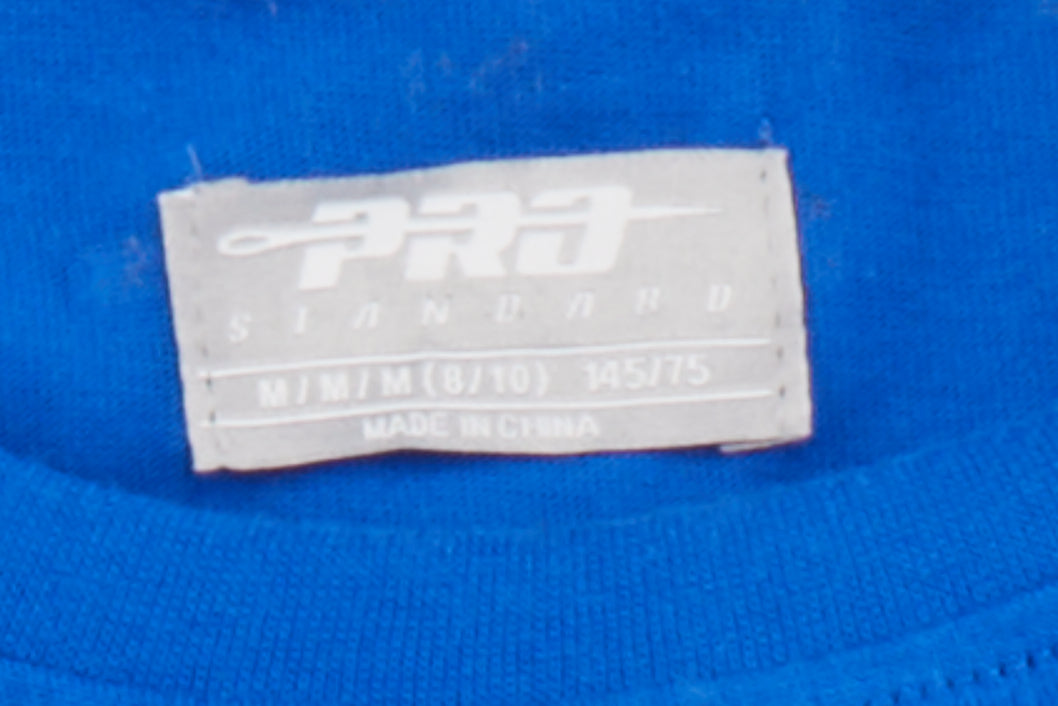 PRO
STANDARD
M/M/M(8/10) 145/75
MADE IN CHINA